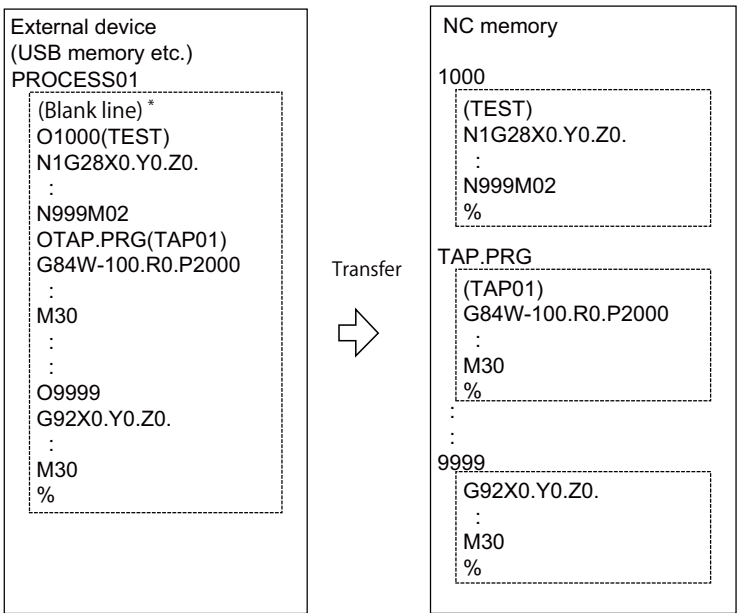 External device
(USB memory etc.)
PROCESS01
(Blank line) *
O1000(TEST)
N1G28X0.Y0.Z0.
:
N999M02
OTAP.PRG(TAP01)
G84W-100.R0.P2000
:
M30
:
:
O9999
G92X0.Y0.Z0.
:
M30
%
Transfer
NC memory
1000
(TEST)
N1G28X0.Y0.Z0.
:
N999M02
%
TAP.PRG
(TAP01)
G84W-100.R0.P2000
:
M30
%
:
:
9999
G92X0.Y0.Z0.
:
M30
%